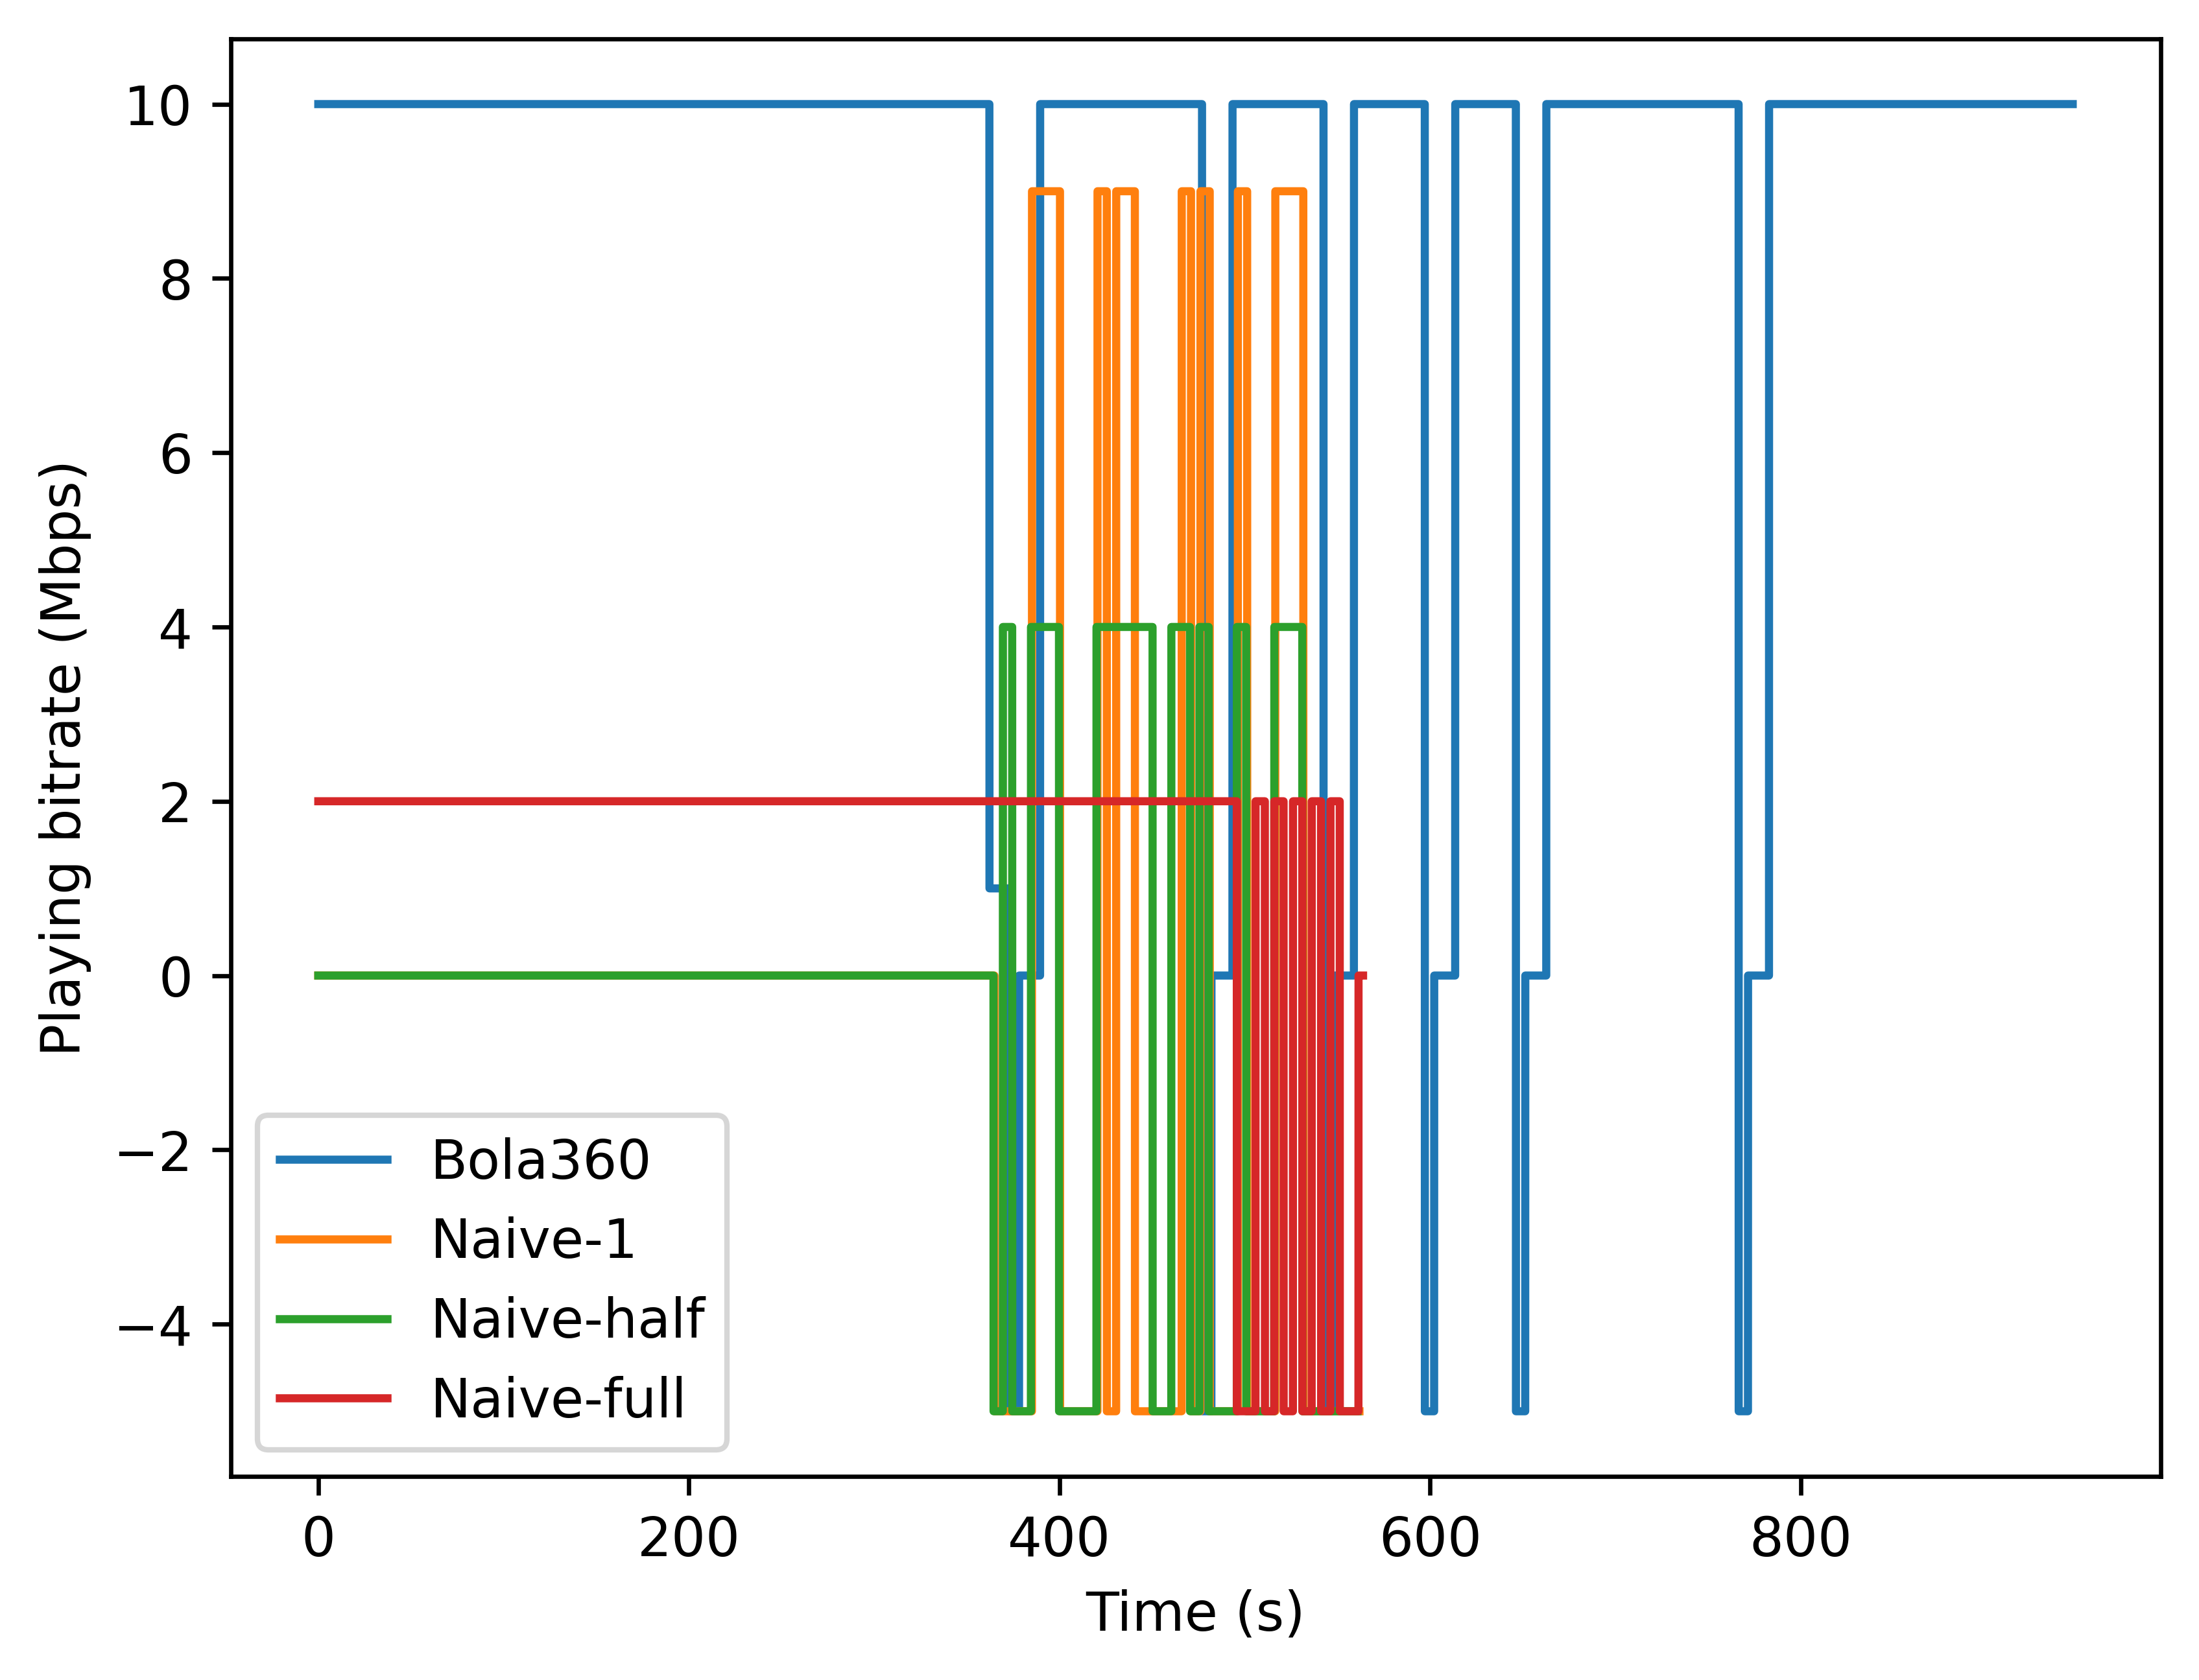 Playing bitrate (Mbps)
10
8
6
4
2
0
−2
−4
Bola360
Naive-1
Naive-half
Naive-full
0 200 400 600 800
Time (s)